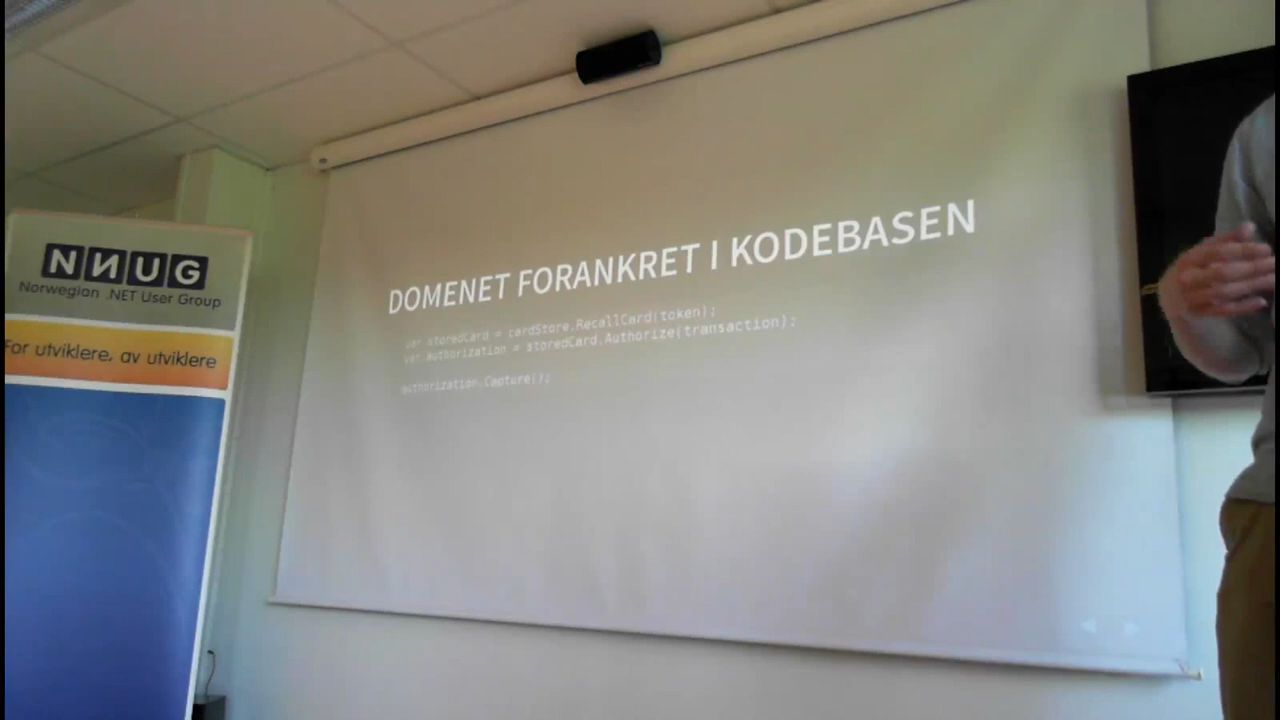 NNUG
Norwegian .NET User Group
For utviklere, av utviklere
DOMENET FORANKRET I KODEBASEN
var storedCard = cardStore.RecallCard(token);
var authorization = storedCard.Authorize(transaction);
authorization.Capture();